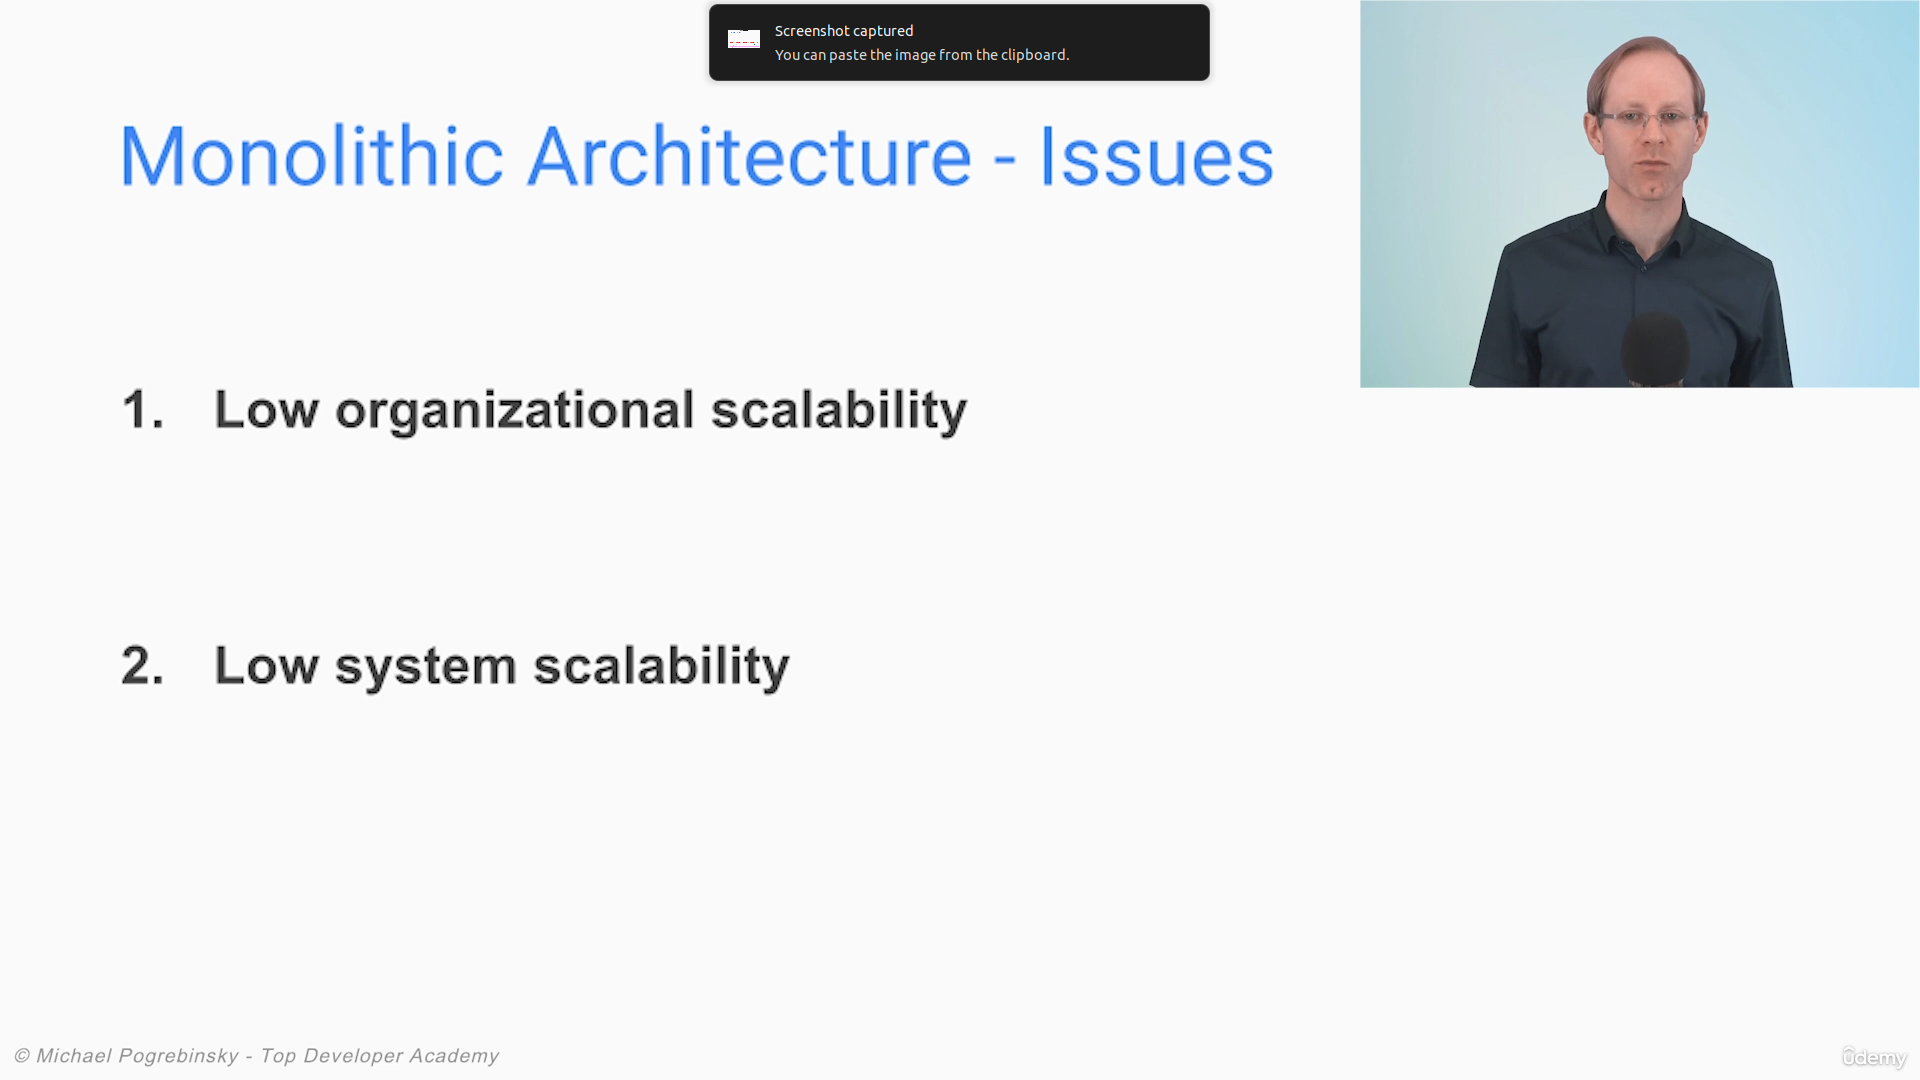 Screenshot captured
You can paste the image from the clipboard.
Monolithic Architecture - Issues
1. Low organizational scalability
2. Low system scalability
© Michael Pogrebinsky - Top Developer Academy
ûdemy